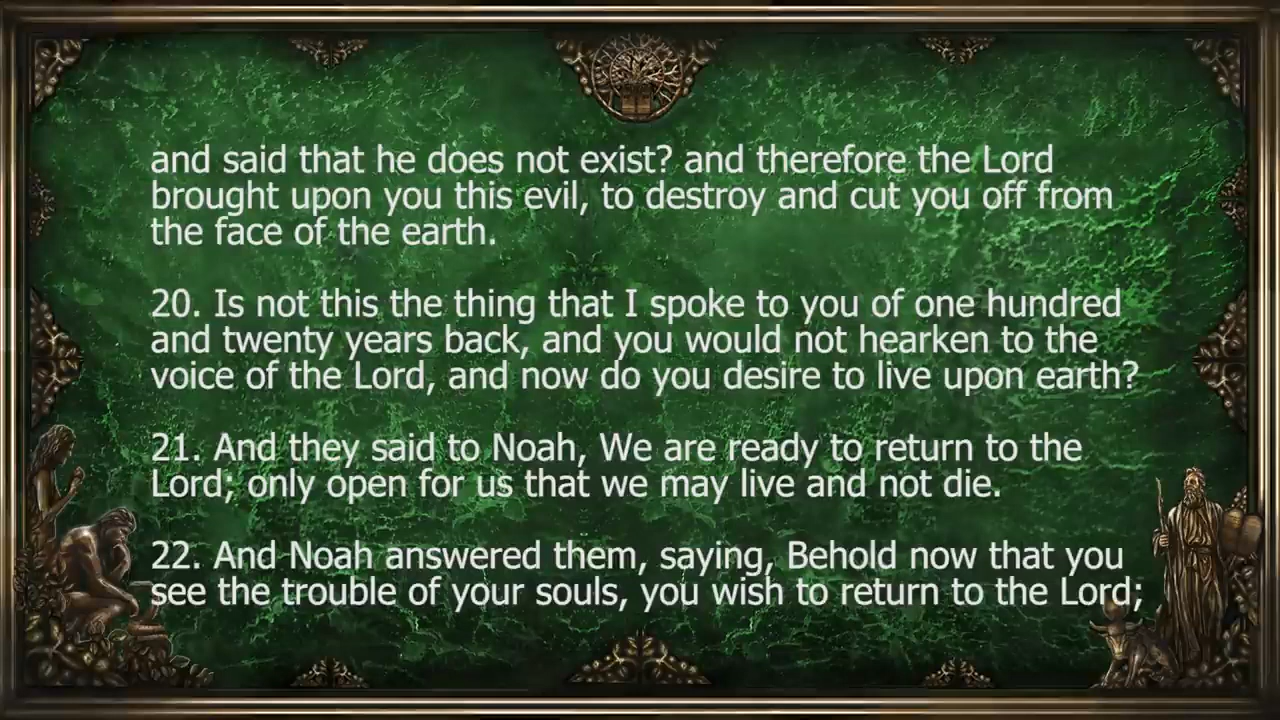 and said that he does not exist? and therefore the Lord
brought upon you this evil, to destroy and cut you off from
the face of the earth.
20. Is not this the thing that I spoke to you of one hundred
and twenty years back, and you would not hearken to the
voice of the Lord, and now do you desire to live upon earth?
21. And they said to Noah, We are ready to return to the
Lord; only open for us that we may live and not die.
22. And Noah answered them, saying, Behold now that you
see the trouble of your souls, you wish to return to the Lord;